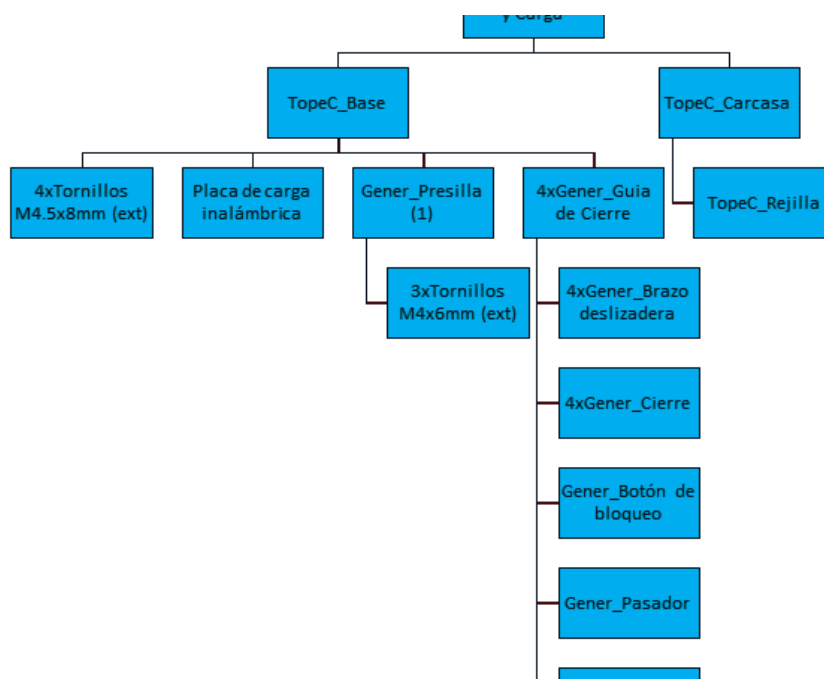 y Carga
TopeC_Base
TopeC_Carcasa
4xTornillos
M4.5x8mm (ext)
Placa de carga
inalámbrica
Gener_Presilla
(1)
4xGener_Guia
de Cierre
TopeC_Rejilla
3xTornillos
M4x6mm (ext)
4xGener_Brazo
deslizadera
4xGener_Cierre
Gener_Botón de
bloqueo
Gener_Pasador